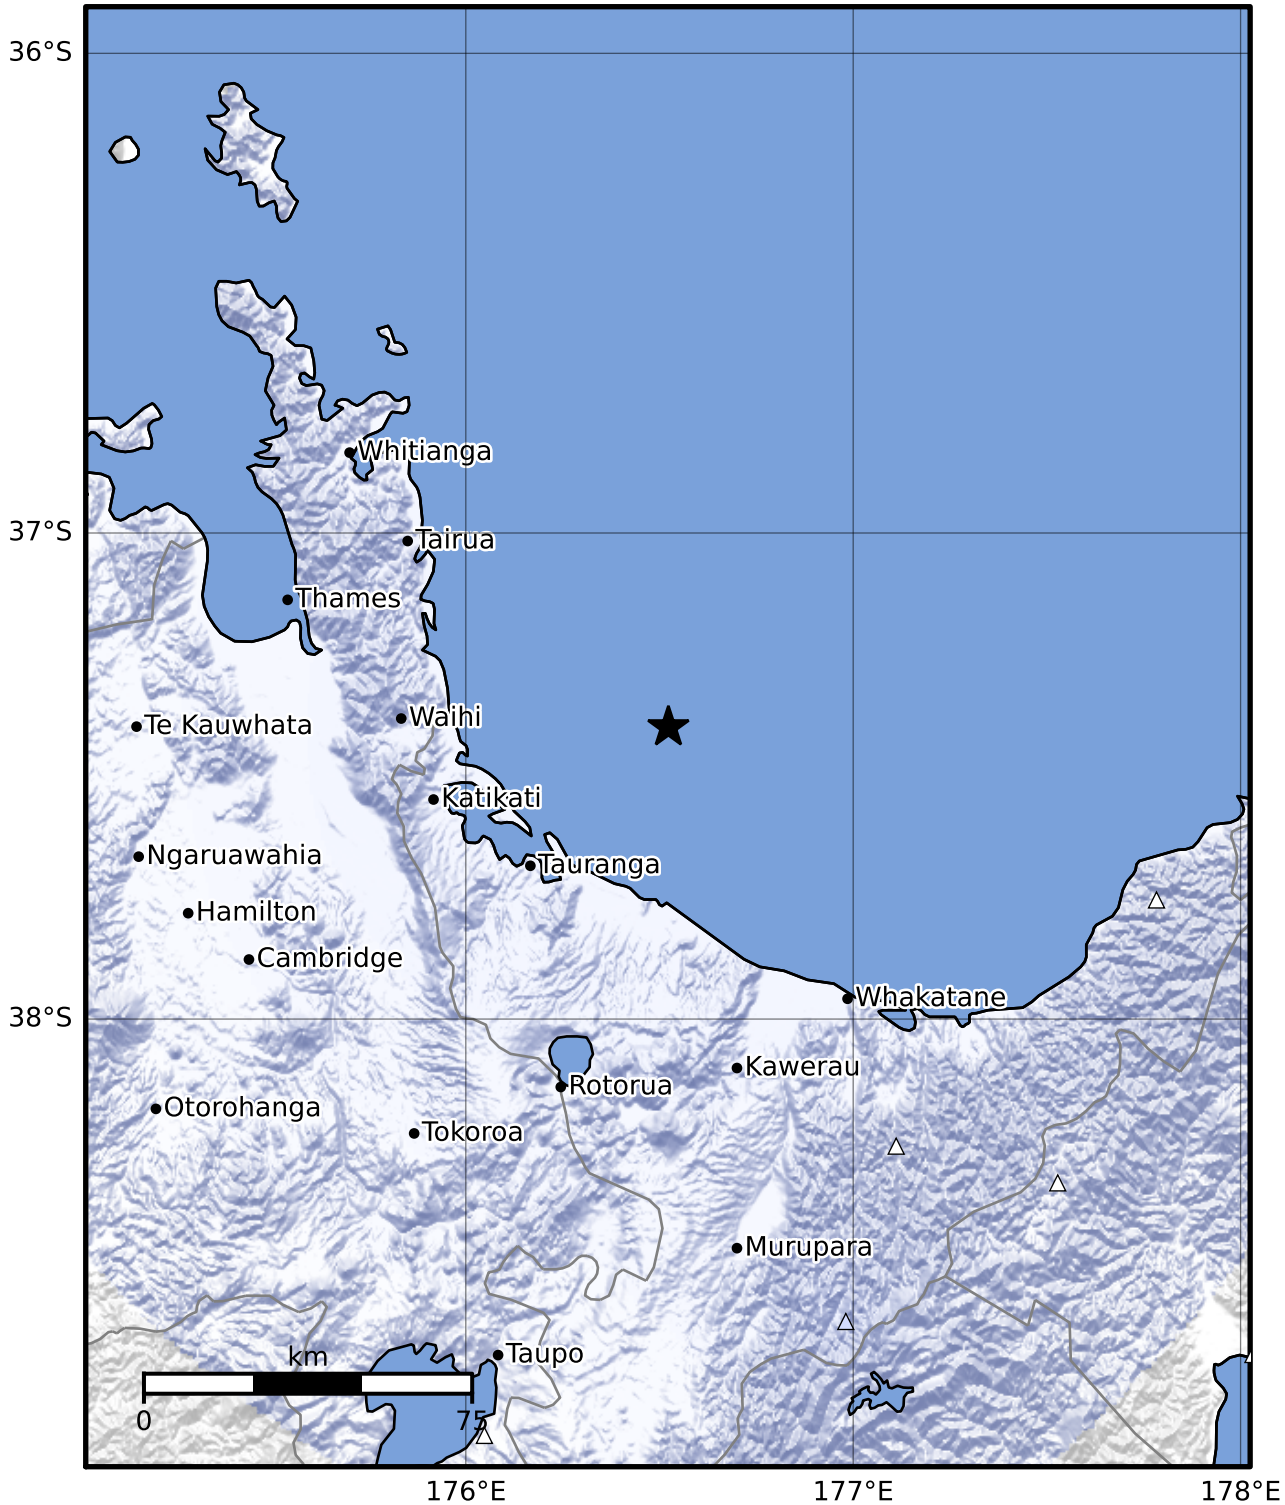 36°S
Whitianga
37°S
Tairua
Thames
Waihi
Te Kauwhata
Katikati
Ngaruawahia
Tauranga
Hamilton
Cambridge
Whakatane
38°S
Kawerau
Rotorua
Otorohanga
Tokoroa
Murupara
Taupo
km
0 75
176°E 177°E 178°E